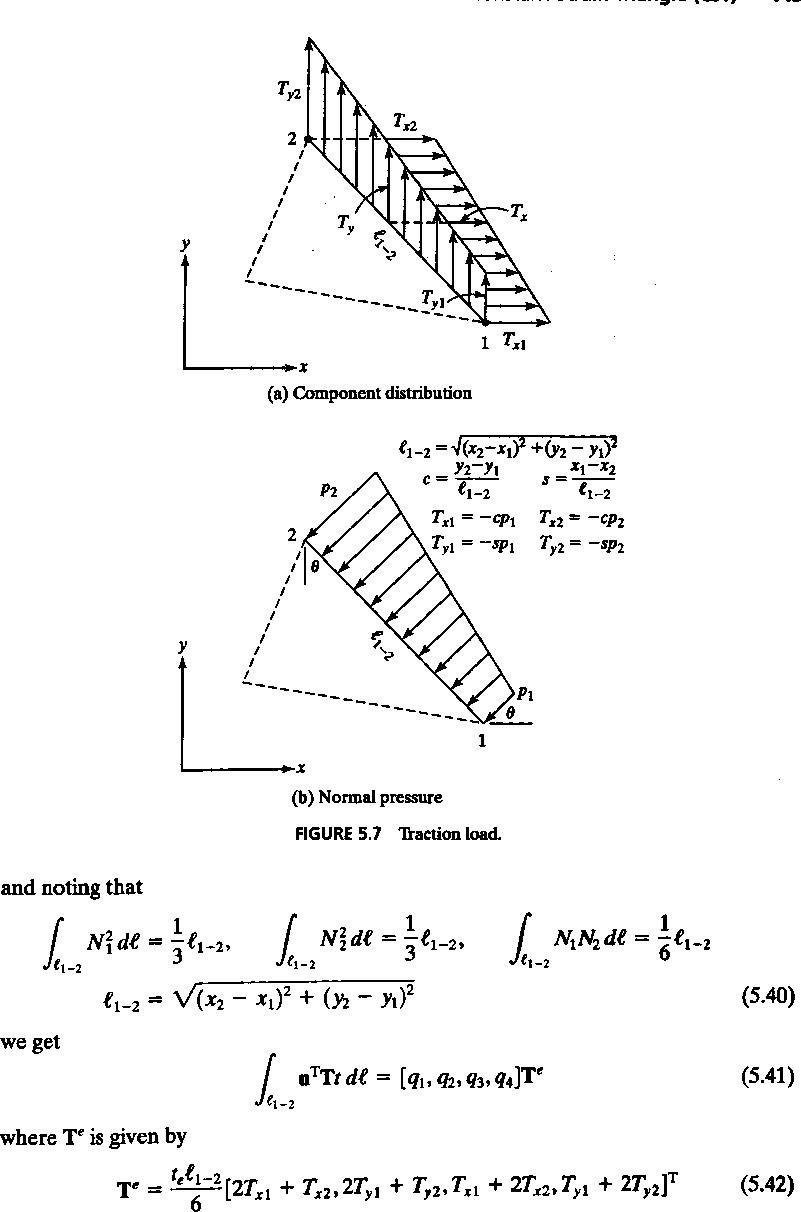 T_{y2}
T_{x2}
2
T_y
T_x
ℓ_{1-2}
y
T_{y1}
1 T_{x1}
x
(a) Component distribution
ℓ_{1-2} = √((x_2-x_1)^2 + (y_2 - y_1)^2)
c = (y_2-y_1)/ℓ_{1-2} s = (x_1-x_2)/ℓ_{1-2}
p_2
T_{x1} = -cp_1 T_{x2} = -cp_2
2
T_{y1} = -sp_1 T_{y2} = -sp_2
θ
ℓ_{1-2}
y
p_1
θ
1
x
(b) Normal pressure
FIGURE 5.7 Traction load.
and noting that
∫_{ℓ_{1-2}} N_1^2 dℓ = 1/3 ℓ_{1-2}, ∫_{ℓ_{1-2}} N_2^2 dℓ = 1/3 ℓ_{1-2}, ∫_{ℓ_{1-2}} N_1N_2 dℓ = 1/6 ℓ_{1-2}
ℓ_{1-2} = √((x_2 - x_1)^2 + (y_2 - y_1)^2) (5.40)
we get
∫_{ℓ_{1-2}} u^T Tt dℓ = [q_1, q_2, q_3, q_4]T^e (5.41)
where T^e is given by
T^e = (t_e ℓ_{1-2})/6 [2T_{x1} + T_{x2}, 2T_{y1} + T_{y2}, T_{x1} + 2T_{x2}, T_{y1} + 2T_{y2}]^T (5.42)